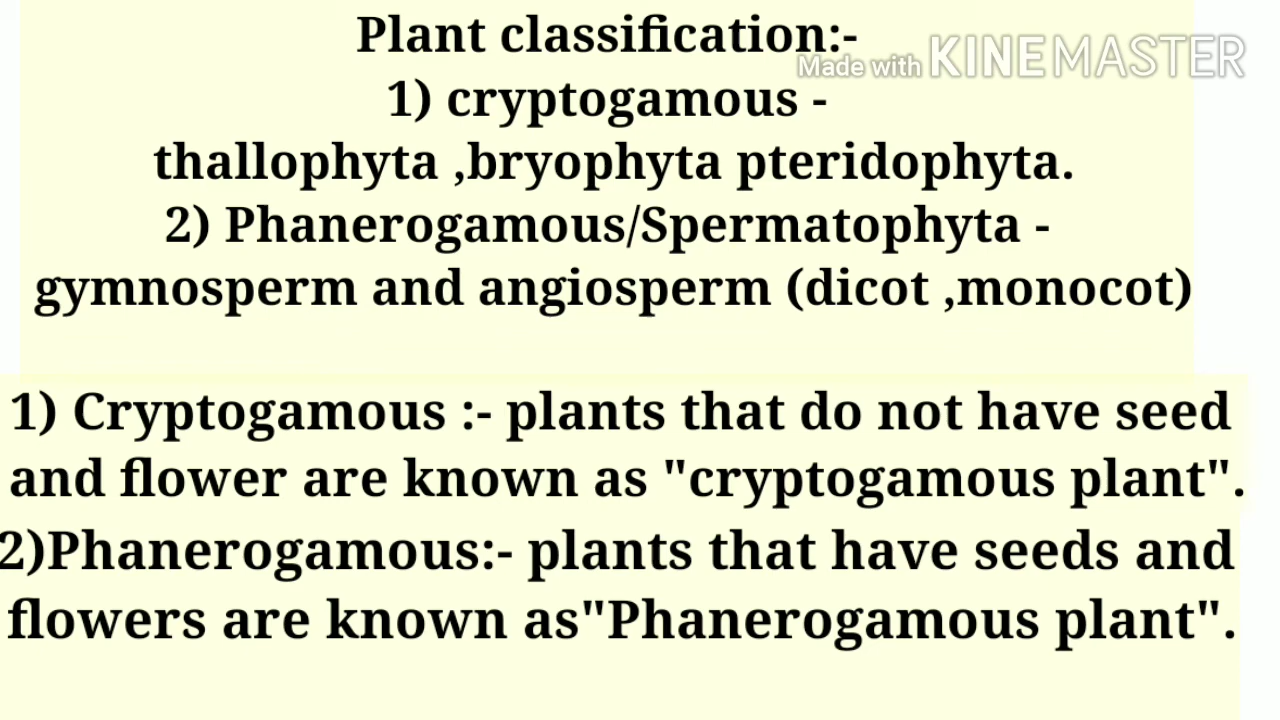 Plant classification:-
Made with KINEMASTER
1) cryptogamous -
thallophyta ,bryophyta pteridophyta.
2) Phanerogamous/Spermatophyta -
gymnosperm and angiosperm (dicot ,monocot)
1) Cryptogamous :- plants that do not have seed
and flower are known as "cryptogamous plant".
2)Phanerogamous:- plants that have seeds and
flowers are known as"Phanerogamous plant".